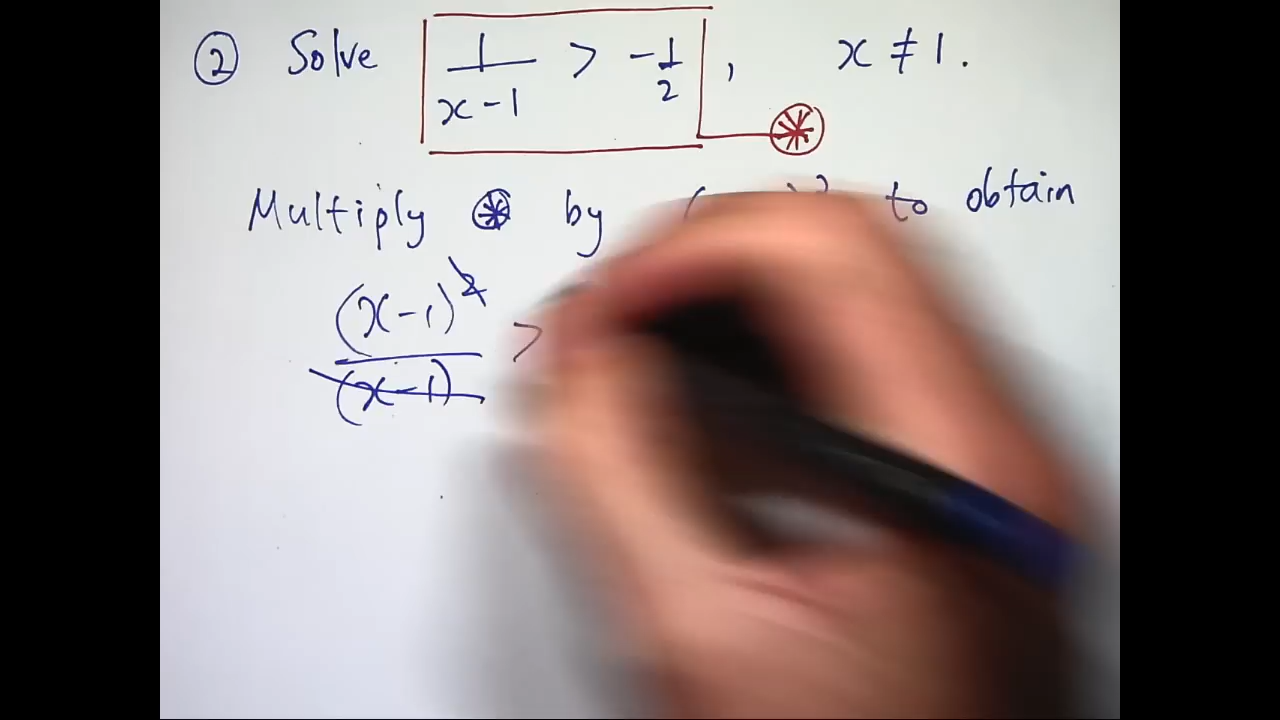 ② Solve 1/(x-1) > -1/2, x ≠ 1. ⊛
Multiply ⊛ by to obtain
(x-1)²/(x-1) >